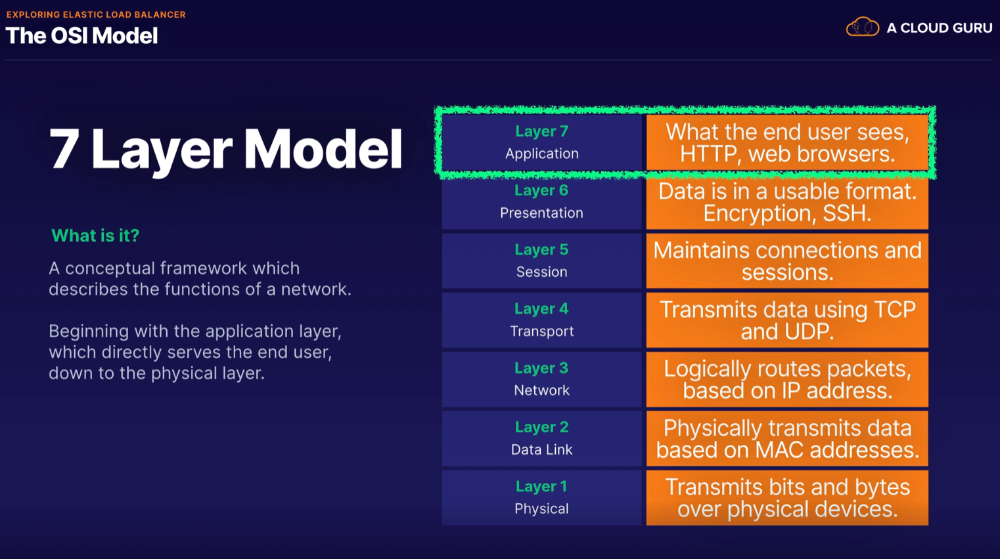 EXPLORING ELASTIC LOAD BALANCER
The OSI Model
A CLOUD GURU
7 Layer Model
What is it?
A conceptual framework which
describes the functions of a network.
Beginning with the application layer,
which directly serves the end user,
down to the physical layer.
Layer 7
Application
What the end user sees,
HTTP, web browsers.
Layer 6
Presentation
Data is in a usable format.
Encryption, SSH.
Layer 5
Session
Maintains connections and
sessions.
Layer 4
Transport
Transmits data using TCP
and UDP.
Layer 3
Network
Logically routes packets,
based on IP address.
Layer 2
Data Link
Physically transmits data
based on MAC addresses.
Layer 1
Physical
Transmits bits and bytes
over physical devices.